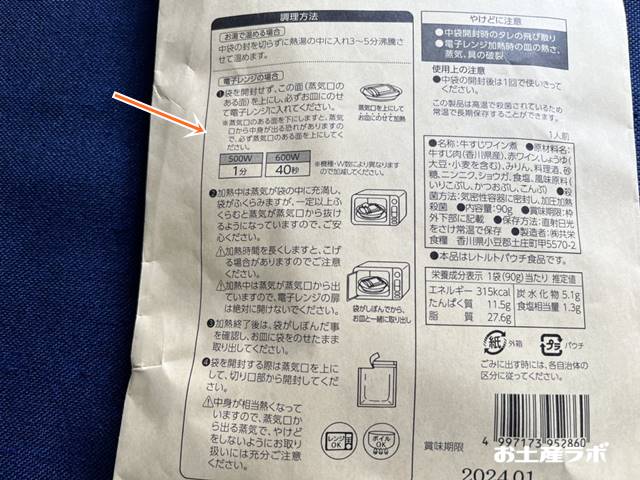 調理方法
お湯で温める場合
中袋の封を切らずに熱湯の中に入れ3〜5分沸騰さ
せて温めます。
電子レンジの場合
❶袋を開封せず、この面(蒸気口の
ある面)を上にし、必ずお皿にのせ
て電子レンジに入れてください。
※蒸気口のある面を下にしますと、蒸気
口から中身が出る恐れがありますの
で、必ず蒸気口のある面を上にしてく
ださい。
蒸気口を上にして
お皿にのせて加熱
500W 600W
1分 40秒
※機種・W数により異なります
ので加減してください。
❷加熱中は蒸気が袋の中に充満し、
袋がふくらみますが、一定以上ふ
くらむと蒸気が蒸気口から抜け
るようになっていますので、ご安
心ください。
⚠加熱時間を長くしますと、こげ
る場合がありますのでご注意く
ださい。
⚠加熱中は蒸気が蒸気口から出
ていますので、電子レンジの扉
は絶対に開けないでください。
袋がしぼんでから、
お皿と一緒に取り出し
❸加熱終了後は、袋がしぼんだ事
を確認し、お皿に袋をのせたまま
取り出してください。
❹袋を開封する際は蒸気口を上に
して、切り口部から開封してくだ
さい。
⚠中身が相当熱くなって
いますので、蒸気口か
ら出る蒸気で、やけど
をしないようにお取り
扱いには充分ご注意く
ださい。
レンジOK
ボイルOK
やけどに注意
●中袋開封時のタレの飛び散り
●電子レンジ加熱時の皿の熱さ、
蒸気、具の破裂
使用上の注意
●中袋の開封後は1回で使いきってく
ださい。
この製品は高温で殺菌されているため
常温で長期保存することができます。
1人前
●名称:牛すじワイン煮 ●原材料名:
牛すじ肉(香川県産)、赤ワイン、しょうゆ(
大豆・小麦を含む)、みりん、料理酒、砂
糖、ニンニク、ショウガ、食塩、風味原料(
いりこぶし、かつおぶし、こんぶ) ●殺
菌方法:気密性容器に密封し、加圧加熱
殺菌 ●内容量:90g ●賞味期限:枠
外下部に記載 ●保存方法:直射日光
をさけて保存ください ●製造者:㈱共栄
食糧 香川県小豆郡土庄町甲5570-2
●本品はレトルトパウチ食品です。
栄養成分表示 1袋(90g)当たり 推定値
エネルギー 315kcal 炭水化物 5.1g
たんぱく質 11.5g 食塩相当量 1.3g
脂質 27.6g
紙 外箱
プラ パウチ
ごみに出す時には、各自治体の
区分に従ってください。
4 997173 952860
賞味期限
2024.01
お土産ラボ